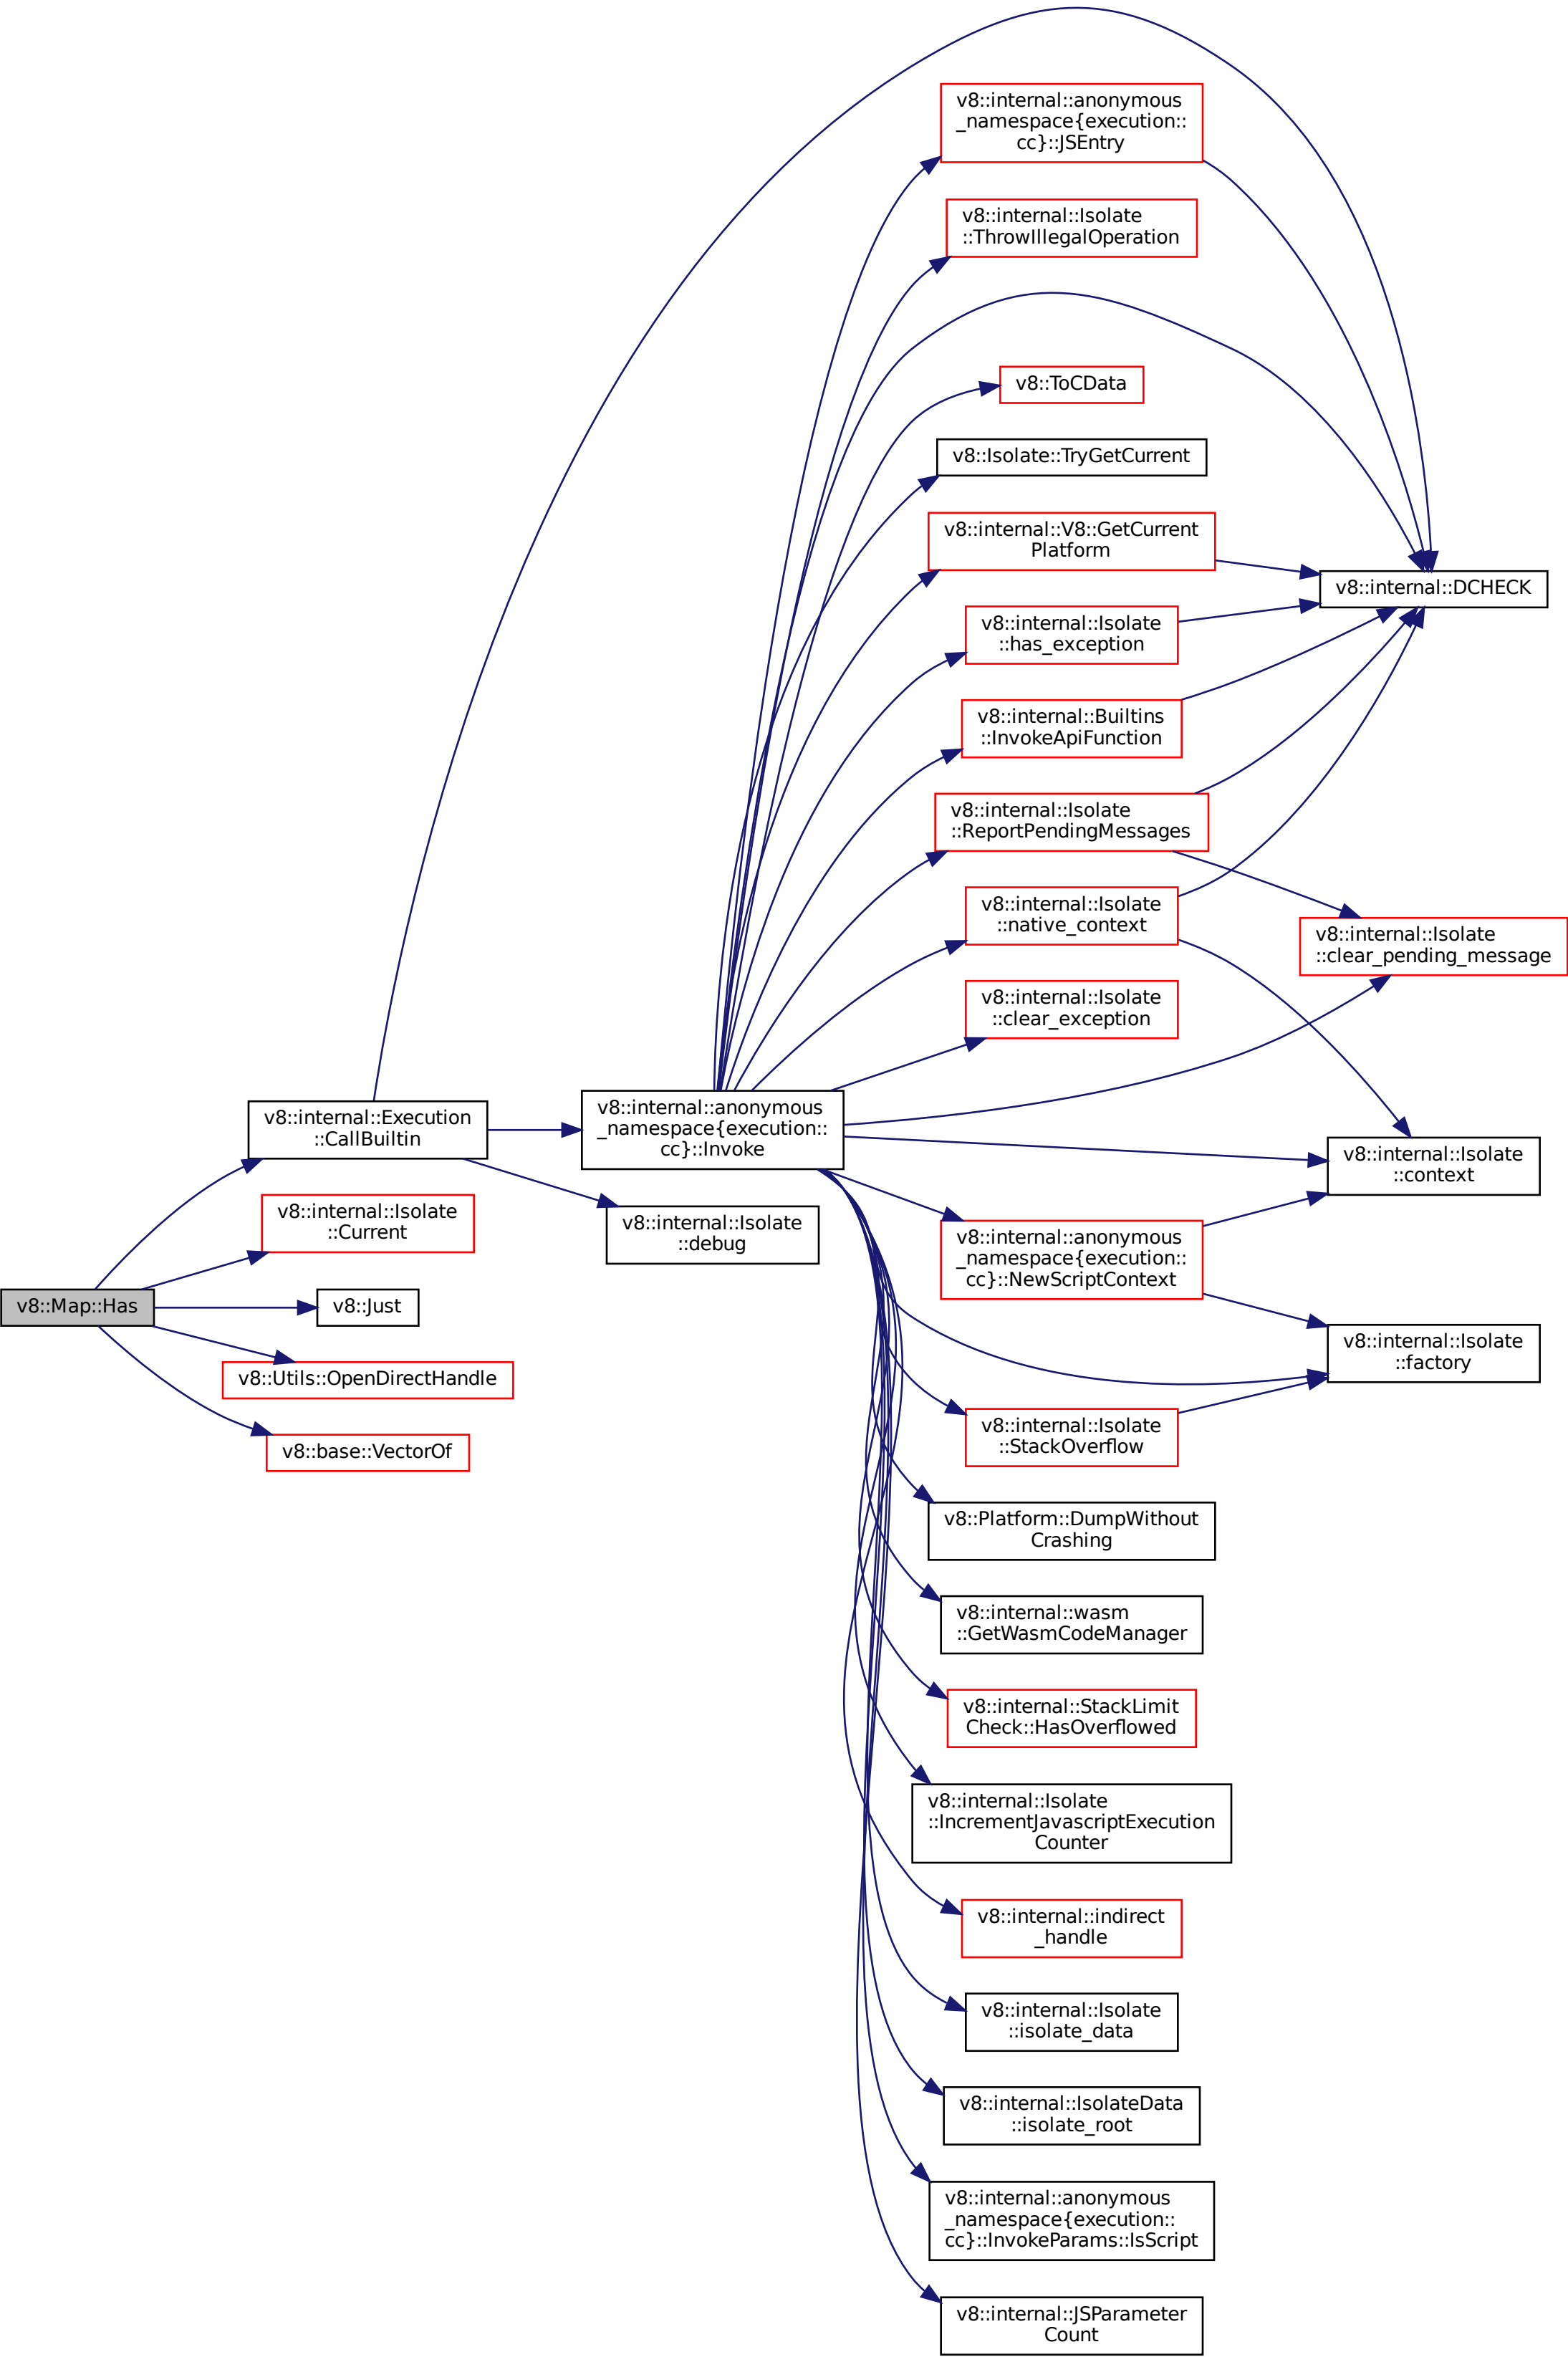 v8::internal::anonymous
_namespace{execution::
cc}::JSEntry
v8::internal::Isolate
::ThrowIllegalOperation
v8::ToCData
v8::Isolate::TryGetCurrent
v8::internal::V8::GetCurrent
Platform
v8::internal::DCHECK
v8::internal::Isolate
::has_exception
v8::internal::Builtins
::InvokeApiFunction
v8::internal::Isolate
::ReportPendingMessages
v8::internal::Isolate
::native_context
v8::internal::Isolate
::clear_pending_message
v8::internal::Isolate
::clear_exception
v8::internal::Execution
::CallBuiltin
v8::internal::anonymous
_namespace{execution::
cc}::Invoke
v8::internal::Isolate
::context
v8::internal::Isolate
::Current
v8::internal::Isolate
::debug
v8::internal::anonymous
_namespace{execution::
cc}::NewScriptContext
v8::Map::Has
v8::Just
v8::internal::Isolate
::factory
v8::Utils::OpenDirectHandle
v8::base::VectorOf
v8::internal::Isolate
::StackOverflow
v8::Platform::DumpWithout
Crashing
v8::internal::wasm
::GetWasmCodeManager
v8::internal::StackLimit
Check::HasOverflowed
v8::internal::Isolate
::IncrementJavascriptExecution
Counter
v8::internal::indirect
_handle
v8::internal::Isolate
::isolate_data
v8::internal::IsolateData
::isolate_root
v8::internal::anonymous
_namespace{execution::
cc}::InvokeParams::IsScript
v8::internal::JSParameter
Count